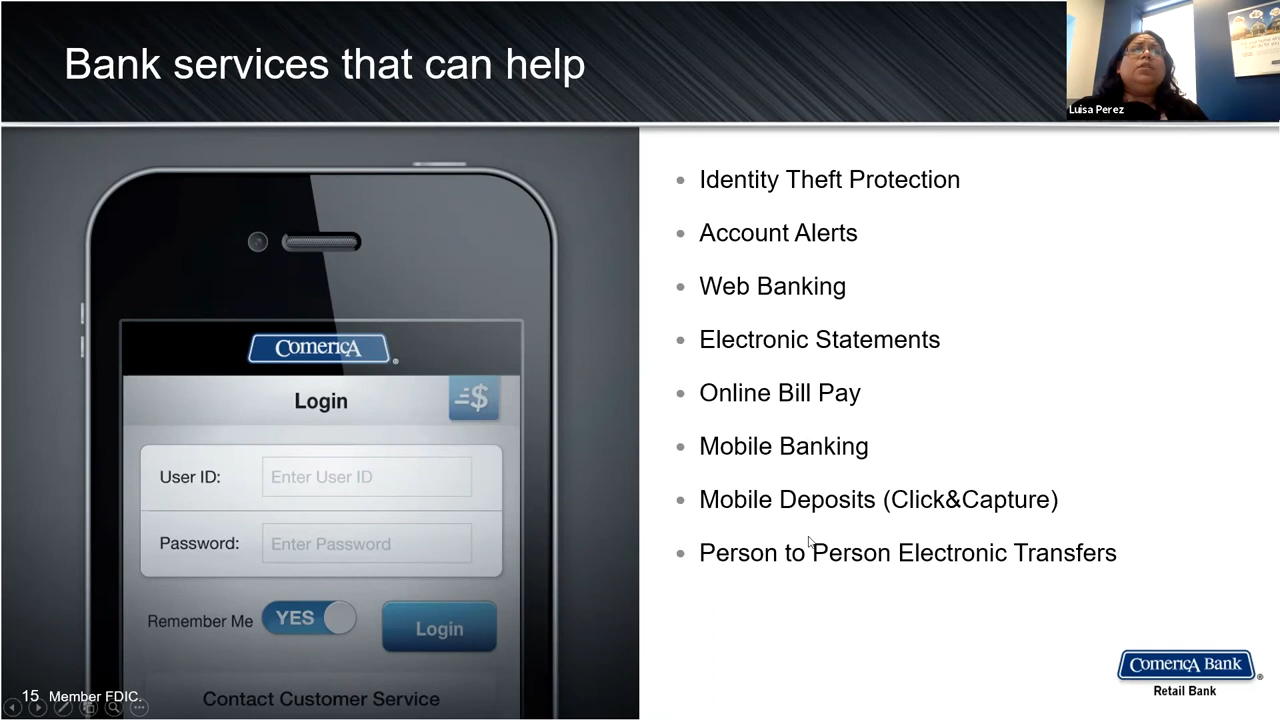 Bank services that can help
Luisa Perez
Identity Theft Protection
Account Alerts
Web Banking
Electronic Statements
Online Bill Pay
Mobile Banking
Mobile Deposits (Click&Capture)
Person to Person Electronic Transfers
ComericA®
Login
$
User ID:
Enter User ID
Password:
Enter Password
Remember Me
YES
Login
Contact Customer Service
15 Member FDIC.
ComericA Bank®
Retail Bank